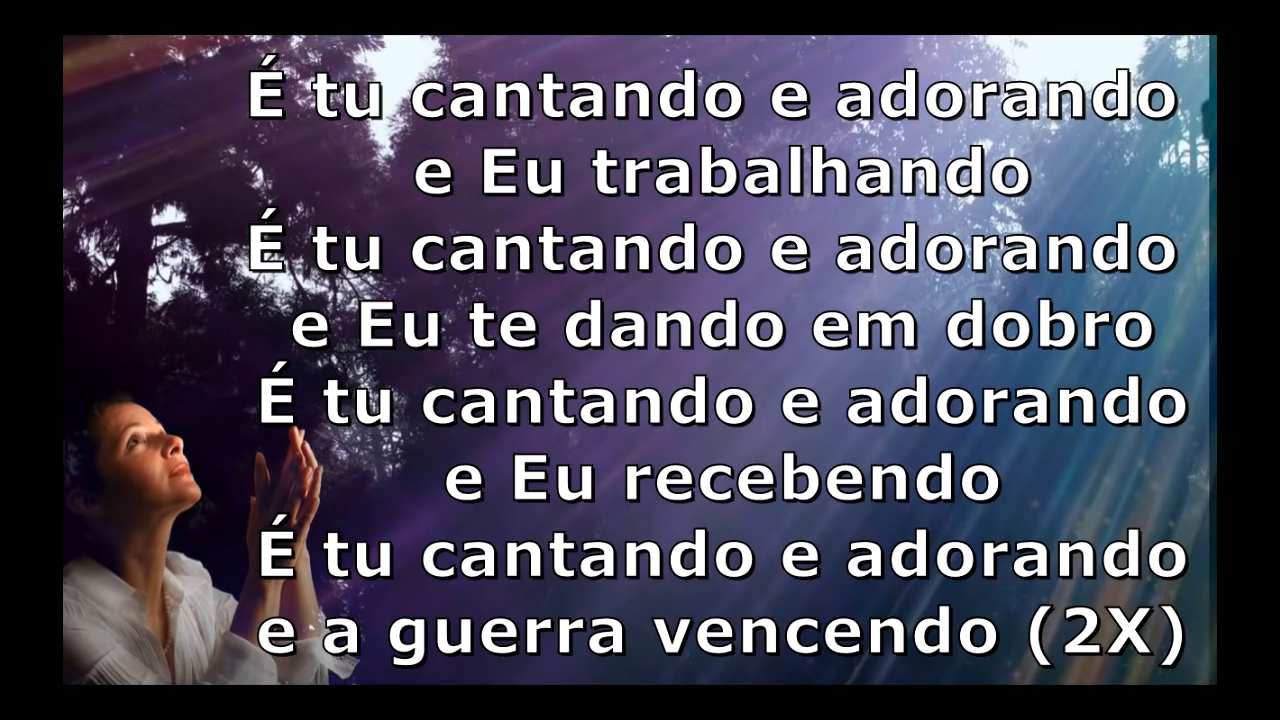 É tu cantando e adorando
e Eu trabalhando
É tu cantando e adorando
e Eu te dando em dobro
É tu cantando e adorando
e Eu recebendo
É tu cantando e adorando
e a guerra vencendo (2X)